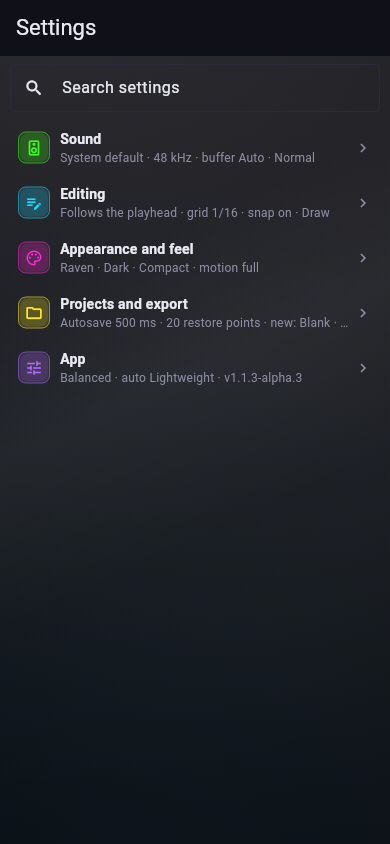 Settings
Search settings
Sound
System default · 48 kHz · buffer Auto · Normal
Editing
Follows the playhead · grid 1/16 · snap on · Draw
Appearance and feel
Raven · Dark · Compact · motion full
Projects and export
Autosave 500 ms · 20 restore points · new: Blank · …
App
Balanced · auto Lightweight · v1.1.3-alpha.3